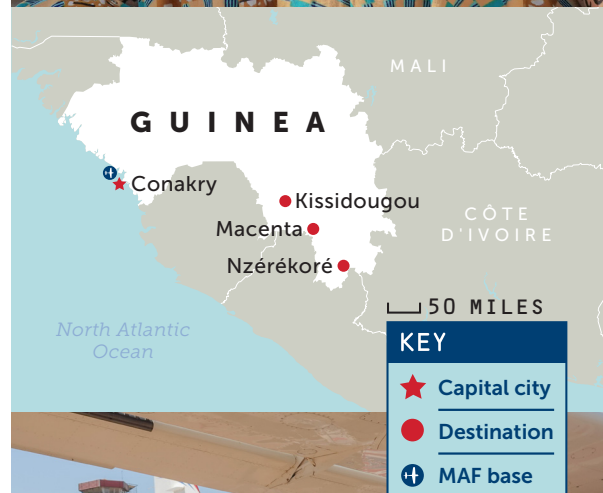 MALI
GUINEA
Conakry
Kissidougou
Macenta
CÔTE
D'IVOIRE
Nzérékoré
50 MILES
North Atlantic
Ocean
KEY
Capital city
Destination
MAF base